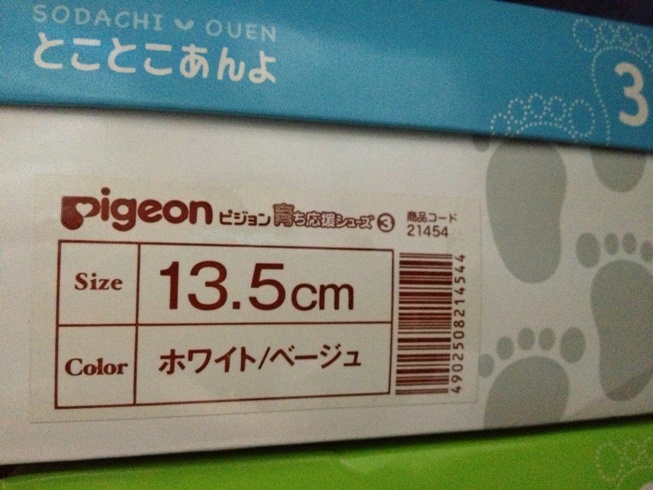 SODACHI OUEN
とことこあんよ
3
Pigeon ピジョン 育ち応援シューズ 3
商品コード
21454
Size
13.5cm
Color
ホワイト/ベージュ
4902508214544